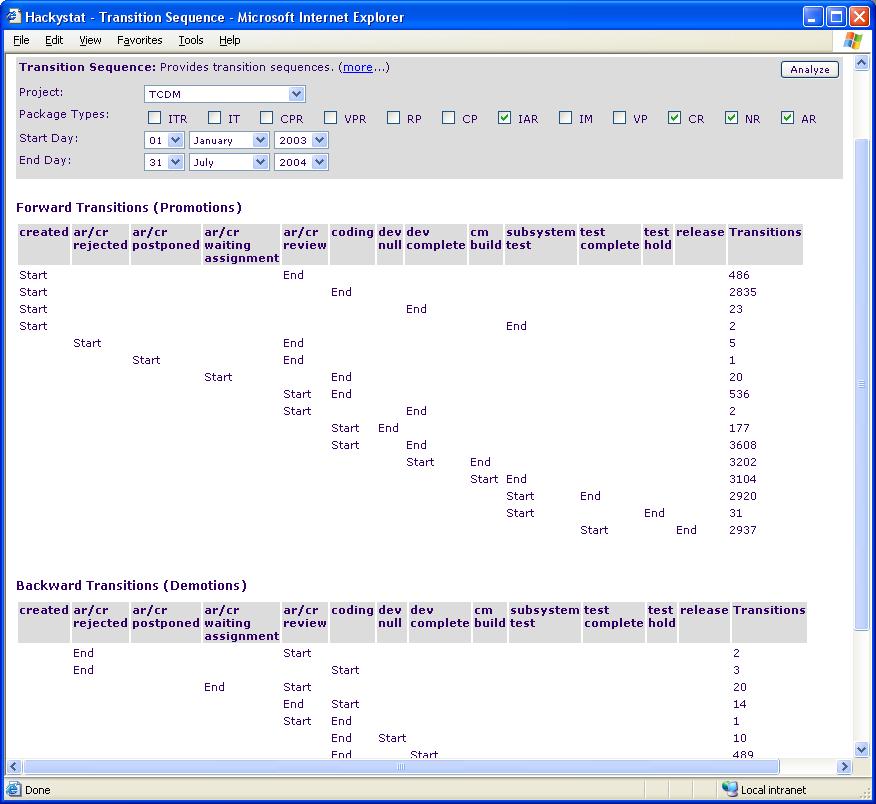 Hackystat - Transition Sequence - Microsoft Internet Explorer
File Edit View Favorites Tools Help
Transition Sequence: Provides transition sequences. (more...) Analyze
Project: TCDM
Package Types: ITR IT CPR VPR RP CP IAR IM VP CR NR AR
Start Day: 01 January 2003
End Day: 31 July 2004
Forward Transitions (Promotions)
created ar/cr rejected ar/cr postponed ar/cr waiting assignment ar/cr review coding dev null dev complete cm build subsystem test test complete test hold release Transitions
Start End 486
Start End 2835
Start End 23
Start End 2
Start End 5
Start End 1
Start End 20
Start End 536
Start End 2
Start End 177
Start End 3608
Start End 3202
Start End 3104
Start End 2920
Start End 31
Start End 2937
Backward Transitions (Demotions)
created ar/cr rejected ar/cr postponed ar/cr waiting assignment ar/cr review coding dev null dev complete cm build subsystem test test complete test hold release Transitions
End Start 2
End Start 3
End Start 20
End Start 14
Start End 1
End Start 10
End Start 489
Done Local intranet